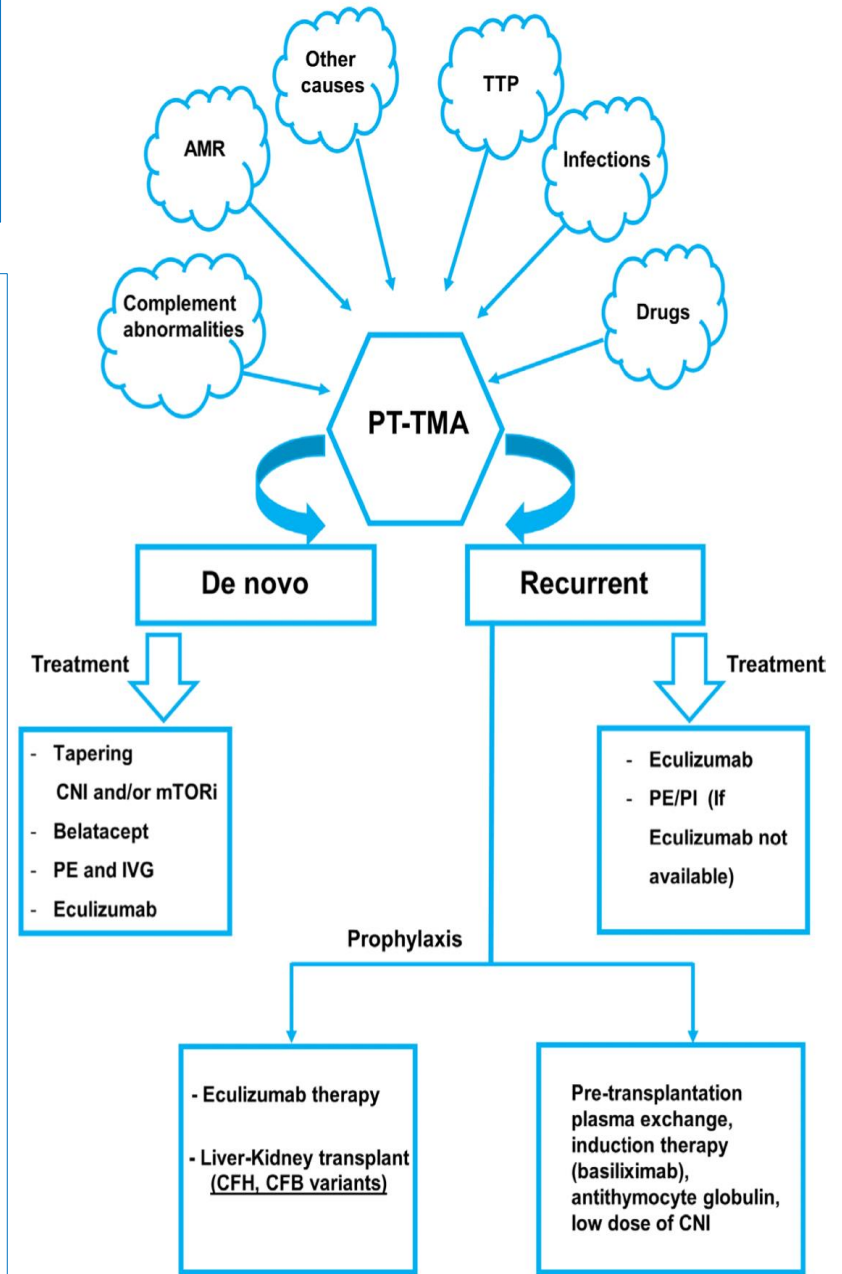 Other
causes
TTP
AMR
Infections
Complement
abnormalities
Drugs
PT-TMA
De novo
Recurrent
Treatment
Treatment
- Tapering
CNI and/or mTORi
- Belatacept
- PE and IVG
- Eculizumab
- Eculizumab
- PE/PI (If
Eculizumab not
available)
Prophylaxis
- Eculizumab therapy
- Liver-Kidney transplant
(CFH, CFB variants)
Pre-transplantation
plasma exchange,
induction therapy
(basiliximab),
antithymocyte globulin,
low dose of CNI